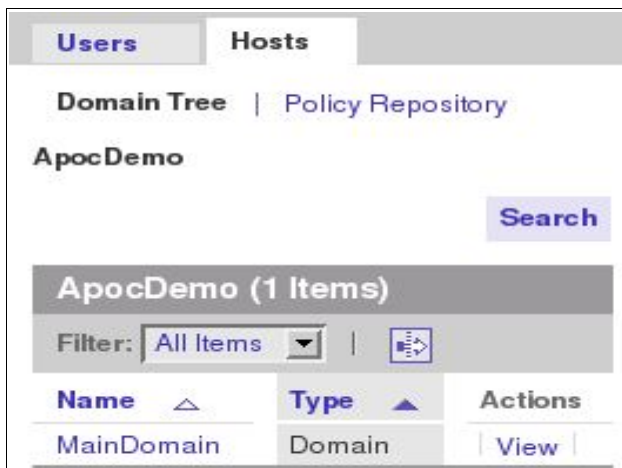 Users Hosts
Domain Tree | Policy Repository
ApocDemo
Search
ApocDemo (1 Items)
Filter: All Items |
Name Type Actions
MainDomain Domain | View |